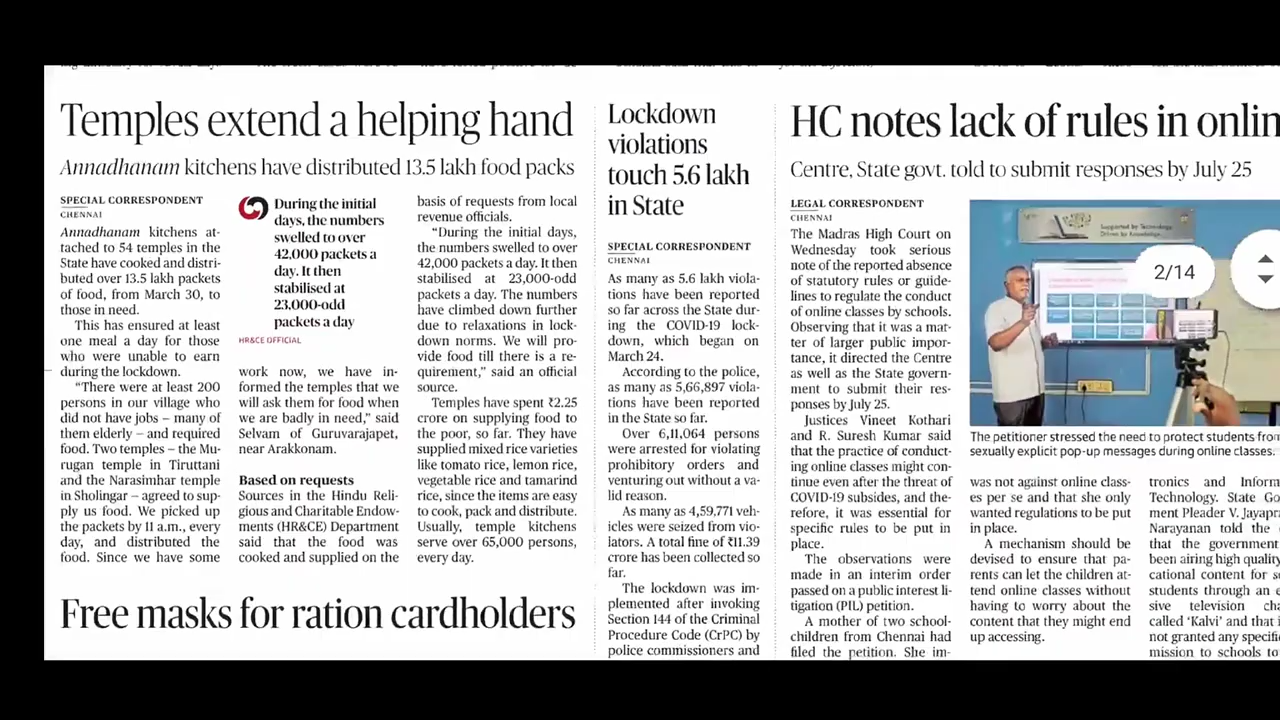 Temples extend a helping hand
Annadhanam kitchens have distributed 13.5 lakh food packs
SPECIAL CORRESPONDENT
CHENNAI
Annadhanam kitchens at-
tached to 54 temples in the
State have cooked and distri-
buted over 13.5 lakh packets
of food, from March 30, to
those in need.
This has ensured at least
one meal a day for those
who were unable to earn
during the lockdown.
“There were at least 200
persons in our village who
did not have jobs – many of
them elderly – and required
food. Two temples – the Mu-
rugan temple in Tiruttani
and the Narasimhar temple
in Sholingar – agreed to sup-
ply us food. We picked up
the packets by 11 a.m., every
day, and distributed the
food. Since we have some
During the initial
days, the numbers
swelled to over
42,000 packets a
day. It then
stabilised at
23,000-odd
packets a day
HR&CE OFFICIAL
work now, we have in-
formed the temples that we
will ask them for food when
we are badly in need,” said
Selvam of Guruvarajapet,
near Arakkonam.
Based on requests
Sources in the Hindu Reli-
gious and Charitable Endow-
ments (HR&CE) Department
said that the food was
cooked and supplied on the
basis of requests from local
revenue officials.
“During the initial days,
the numbers swelled to over
42,000 packets a day. It then
stabilised at 23,000-odd
packets a day. The numbers
have climbed down further
due to relaxations in lock-
down norms. We will pro-
vide food till there is a re-
quirement,” said an official
source.
Temples have spent ₹2.25
crore on supplying food to
the poor, so far. They have
supplied mixed rice varieties
like tomato rice, lemon rice,
vegetable rice and tamarind
rice, since the items are easy
to cook, pack and distribute.
Usually, temple kitchens
serve over 65,000 persons,
every day.
Free masks for ration cardholders
Lockdown
violations
touch 5.6 lakh
in State
SPECIAL CORRESPONDENT
CHENNAI
As many as 5.6 lakh viola-
tions have been reported
so far across the State dur-
ing the COVID-19 lock-
down, which began on
March 24.
According to the police,
as many as 5,66,897 viola-
tions have been reported
in the State so far.
Over 6,11,064 persons
were arrested for violating
prohibitory orders and
venturing out without a va-
lid reason.
As many as 4,59,771 veh-
icles were seized from vio-
lators. A total fine of ₹11.39
crore has been collected so
far.
The lockdown was im-
plemented after invoking
Section 144 of the Criminal
Procedure Code (CrPC) by
police commissioners and
HC notes lack of rules in onlin
Centre, State govt. told to submit responses by July 25
LEGAL CORRESPONDENT
CHENNAI
The Madras High Court on
Wednesday took serious
note of the reported absence
of statutory rules or guide-
lines to regulate the conduct
of online classes by schools.
Observing that it was a mat-
ter of larger public impor-
tance, it directed the Centre
as well as the State govern-
ment to submit their res-
ponses by July 25.
Justices Vineet Kothari
and R. Suresh Kumar said
that the practice of conduct-
ing online classes might con-
tinue even after the threat of
COVID-19 subsides, and the-
refore, it was essential for
specific rules to be put in
place.
The observations were
made in an interim order
passed on a public interest li-
tigation (PIL) petition.
A mother of two school-
children from Chennai had
filed the petition. She im-
Supported by Technology,
Driven by Knowledge
2/14
The petitioner stressed the need to protect students from
sexually explicit pop-up messages during online classes.
was not against online class-
es per se and that she only
wanted regulations to be put
in place.
A mechanism should be
devised to ensure that pa-
rents can let the children at-
tend online classes without
having to worry about the
content that they might end
up accessing.
tronics and Inform
Technology. State Go
ment Pleader V. Jayapr
Narayanan told the
that the government
been airing high quality
cational content for s
students through an e
sive television cha
called ‘Kalvi’ and that i
not granted any specifi
mission to schools to